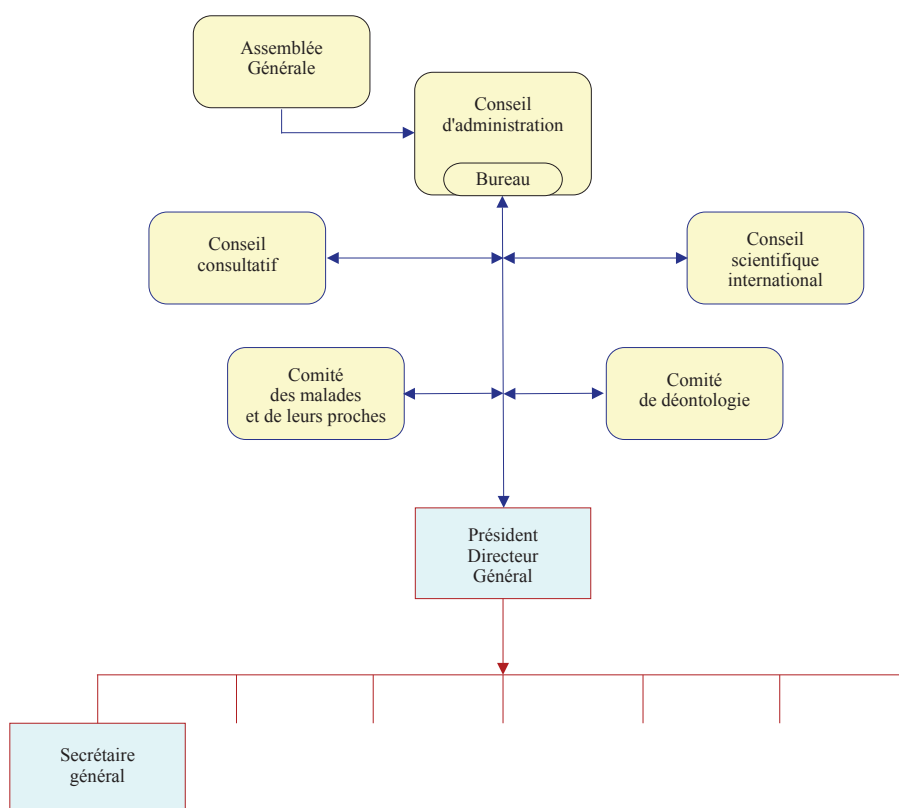 Assemblée
Générale
Conseil
d'administration
Bureau
Conseil
consultatif
Conseil
scientifique
international
Comité
des malades
et de leurs proches
Comité
de déontologie
Président
Directeur
Général
Secrétaire
général